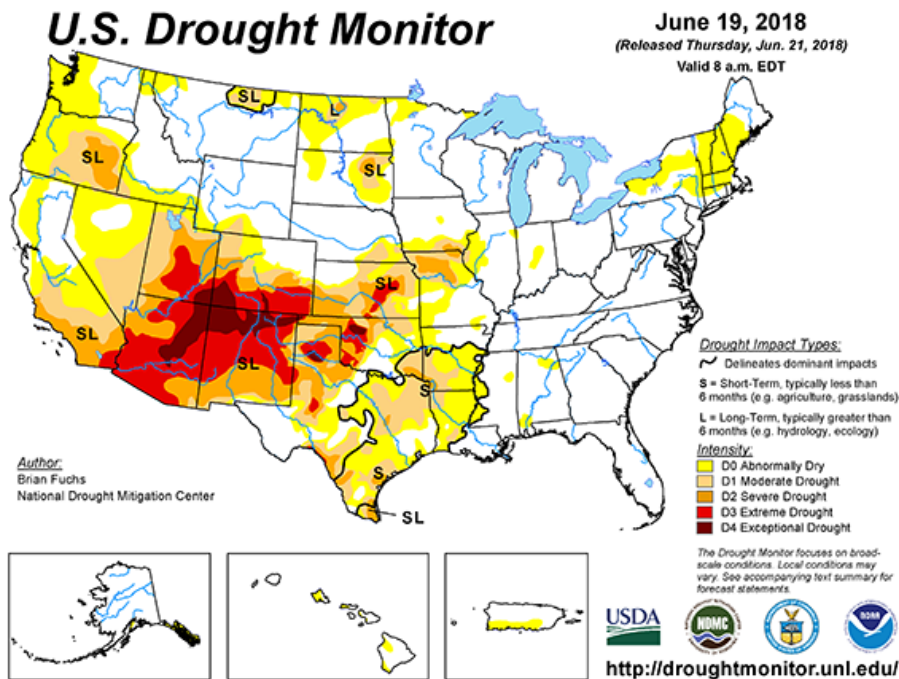 U.S. Drought Monitor
June 19, 2018
(Released Thursday, Jun. 21, 2018)
Valid 8 a.m. EDT
SL
L
SL
SL
SL
SL
SL
S
S
SL
Author:
Brian Fuchs
National Drought Mitigation Center
Drought Impact Types:
Delineates dominant impacts
S = Short-Term, typically less than
6 months (e.g. agriculture, grasslands)
L = Long-Term, typically greater than
6 months (e.g. hydrology, ecology)
Intensity:
D0 Abnormally Dry
D1 Moderate Drought
D2 Severe Drought
D3 Extreme Drought
D4 Exceptional Drought
The Drought Monitor focuses on broad-
scale conditions. Local conditions may
vary. See accompanying text summary for
forecast statements.
USDA
NDMC
NOAA
http://droughtmonitor.unl.edu/